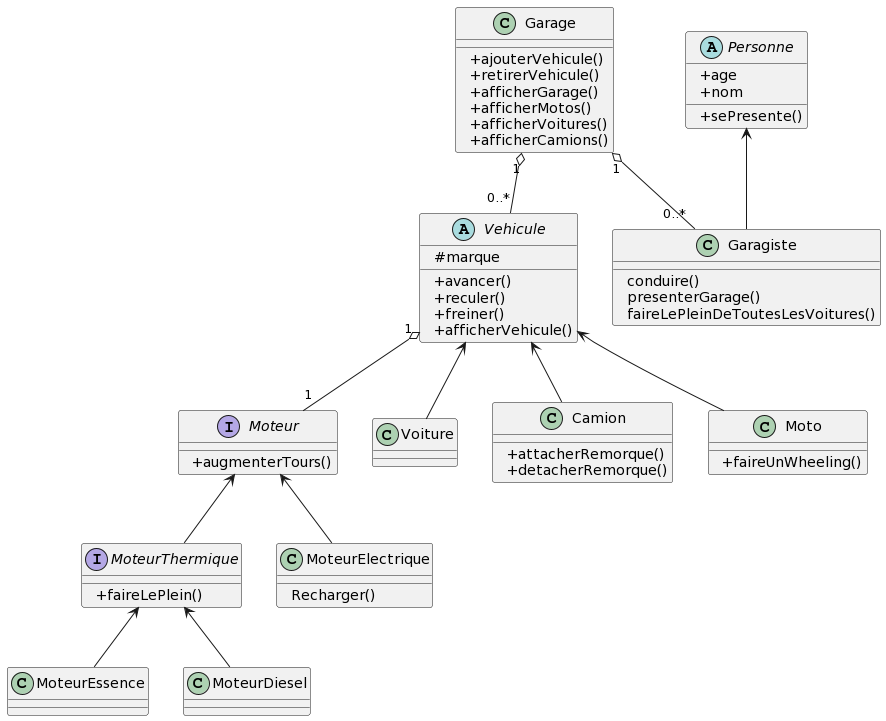 C Garage
+ajouterVehicule()
+retirerVehicule()
+afficherGarage()
+afficherMotos()
+afficherVoitures()
+afficherCamions()
A Personne
+age
+nom
+sePresente()
1
1
0..*
0..*
A Vehicule
#marque
+avancer()
+reculer()
+freiner()
+afficherVehicule()
C Garagiste
conduire()
presenterGarage()
faireLePleinDeToutesLesVoitures()
1
1
I Moteur
+augmenterTours()
C Voiture
C Camion
+attacherRemorque()
+detacherRemorque()
C Moto
+faireUnWheeling()
I MoteurThermique
+faireLePlein()
C MoteurElectrique
Recharger()
C MoteurEssence
C MoteurDiesel